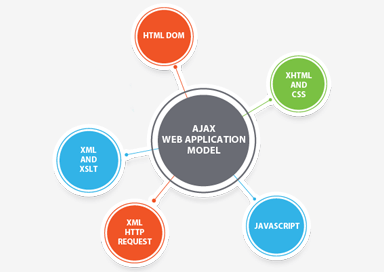 HTML DOM
XHTML
AND
CSS
AJAX
WEB APPLICATION
MODEL
XML
AND
XSLT
XML
HTTP
REQUEST
JAVASCRIPT